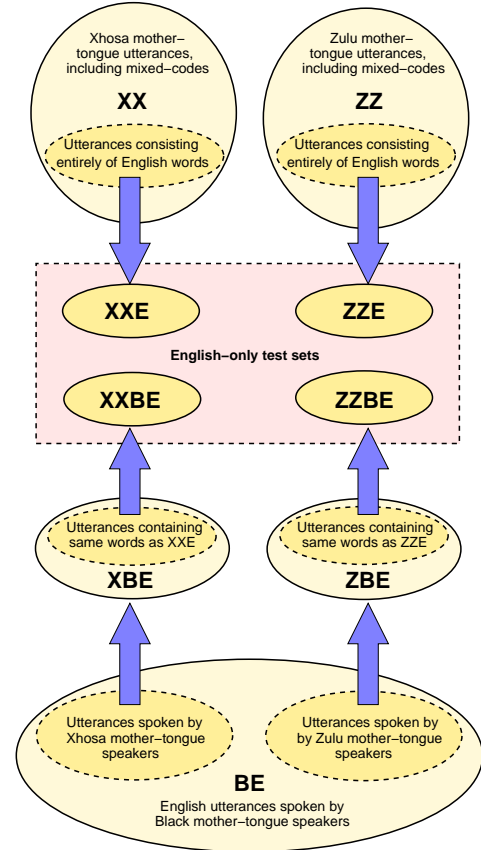 Xhosa mother–
tongue utterances,
including mixed–codes
XX
Utterances consisting
entirely of English words
Zulu mother–
tongue utterances,
including mixed–codes
ZZ
Utterances consisting
entirely of English words
XXE
ZZE
English–only test sets
XXBE
ZZBE
Utterances containing
same words as XXE
XBE
Utterances containing
same words as ZZE
ZBE
Utterances spoken by
Xhosa mother–tongue
speakers
Utterances spoken by
by Zulu mother–tongue
speakers
BE
English utterances spoken by
Black mother–tongue speakers